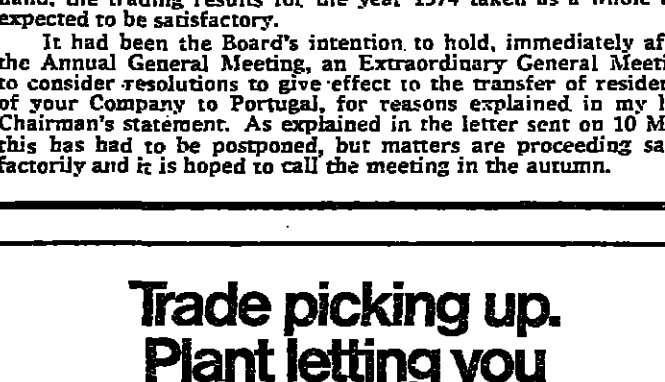 the trading results for the year 1974 taken as a whole
expected to be satisfactory.
It had been the Board's intention to hold, immediately af
the Annual General Meeting, an Extraordinary General Meeti
to consider resolutions to give effect to the transfer of residen
of your Company to Portugal, for reasons explained in my l
Chairman's statement. As explained in the letter sent on 10 M
this has had to be postponed, but matters are proceeding sa
factorily and it is hoped to call the meeting in the autumn.
Trade picking up.
Plant letting you